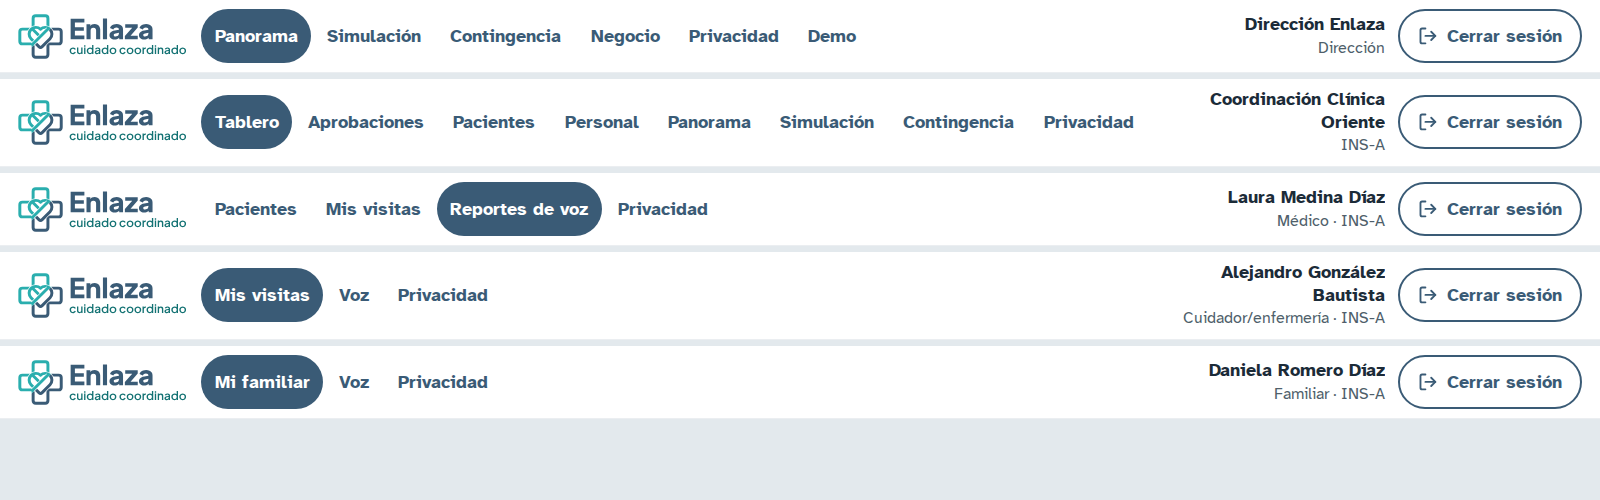 Enlaza
cuidado coordinado
Panorama Simulación Contingencia Negocio Privacidad Demo
Dirección Enlaza
Dirección
Cerrar sesión
Enlaza
cuidado coordinado
Tablero Aprobaciones Pacientes Personal Panorama Simulación Contingencia Privacidad
Coordinación Clínica
Oriente
INS-A
Cerrar sesión
Enlaza
cuidado coordinado
Pacientes Mis visitas Reportes de voz Privacidad
Laura Medina Díaz
Médico · INS-A
Cerrar sesión
Enlaza
cuidado coordinado
Mis visitas Voz Privacidad
Alejandro González
Bautista
Cuidador/enfermería · INS-A
Cerrar sesión
Enlaza
cuidado coordinado
Mi familiar Voz Privacidad
Daniela Romero Díaz
Familiar · INS-A
Cerrar sesión